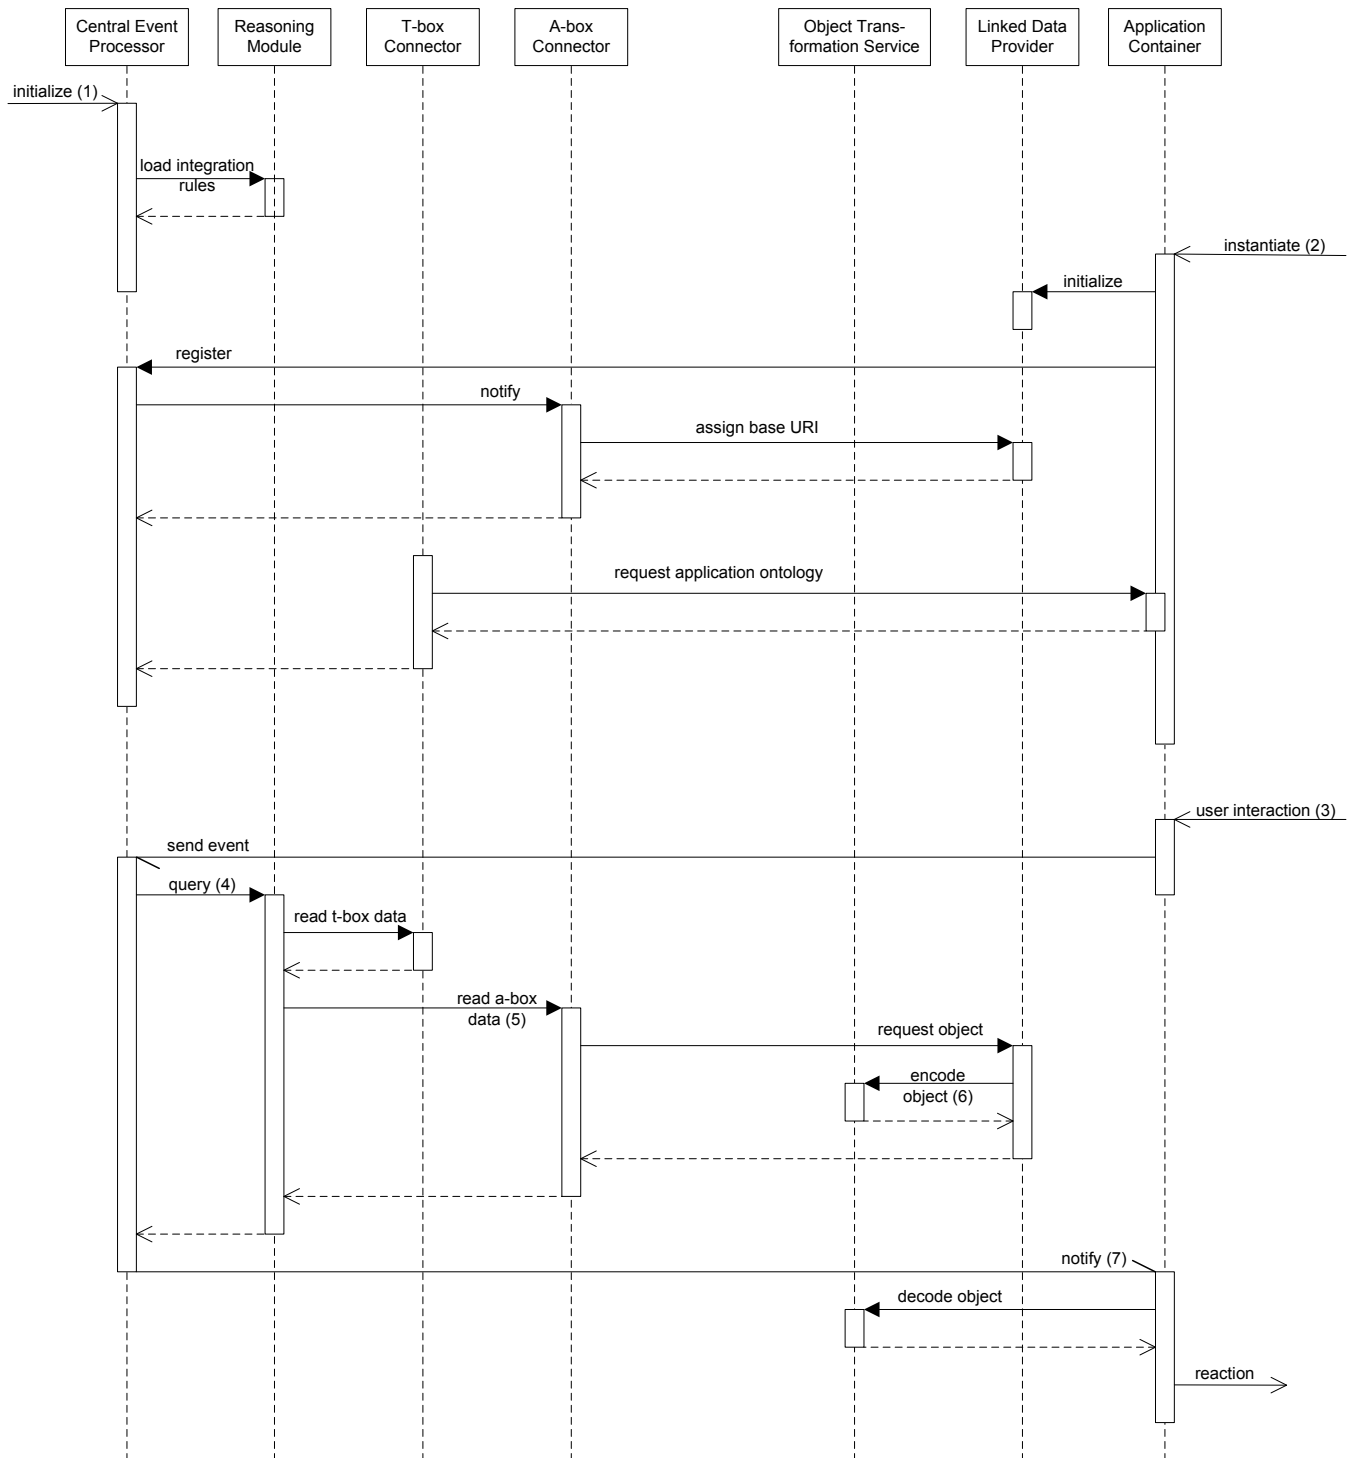 Central Event
Processor
Reasoning
Module
T-box
Connector
A-box
Connector
Object Trans-
formation Service
Linked Data
Provider
Application
Container
initialize (1)
load integration
rules
instantiate (2)
initialize
register
notify
assign base URI
request application ontology
user interaction (3)
send event
query (4)
read t-box data
read a-box
data (5)
request object
encode
object (6)
notify (7)
decode object
reaction